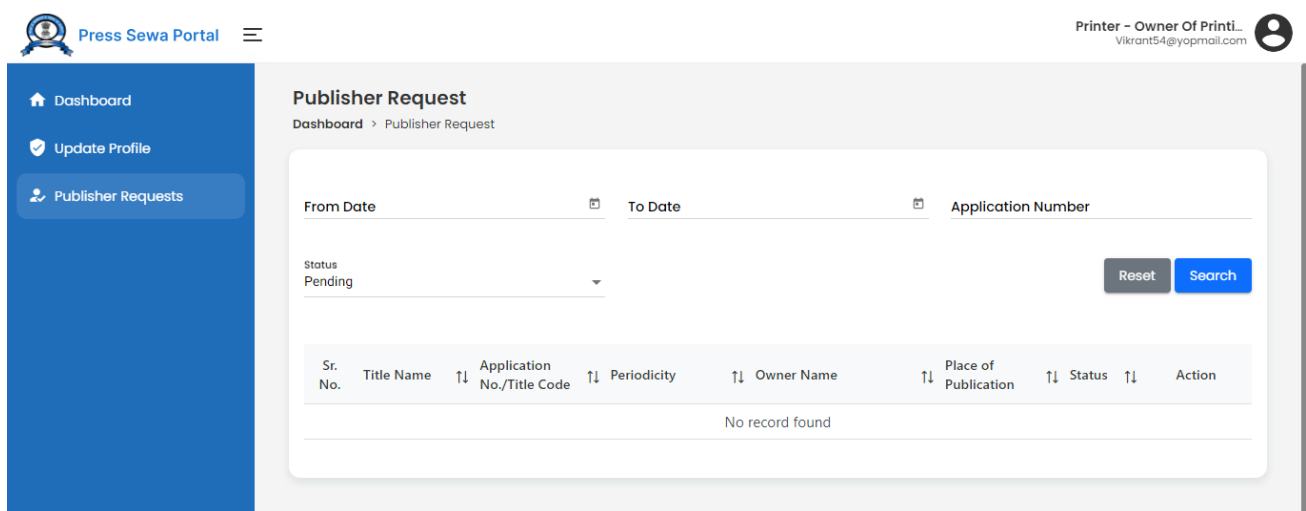 Press Sewa Portal
Printer - Owner Of Printi...
Vikrant54@yopmail.com
Dashboard
Update Profile
Publisher Requests
Publisher Request
Dashboard > Publisher Request
From Date
To Date
Application Number
Status
Pending
Reset
Search
Sr. No.
Title Name
Application No./Title Code
Periodicity
Owner Name
Place of Publication
Status
Action
No record found